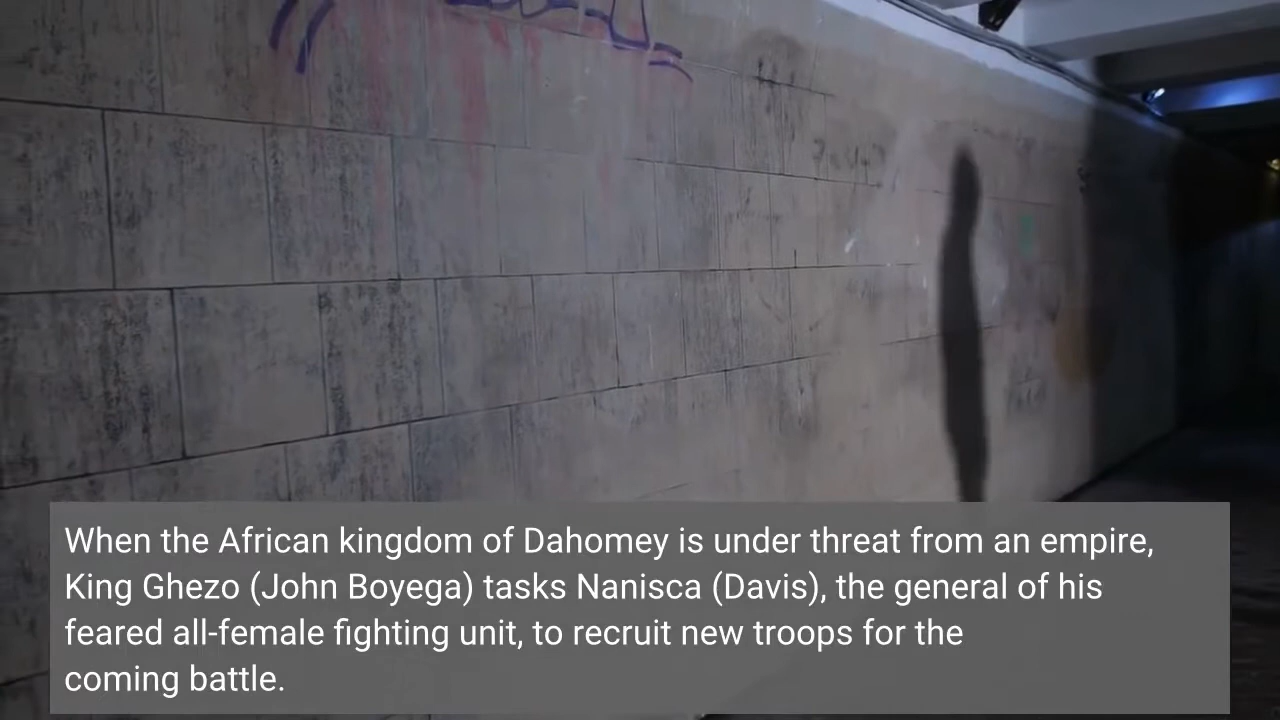 When the African kingdom of Dahomey is under threat from an empire,
King Ghezo (John Boyega) tasks Nanisca (Davis), the general of his
feared all-female fighting unit, to recruit new troops for the
coming battle.